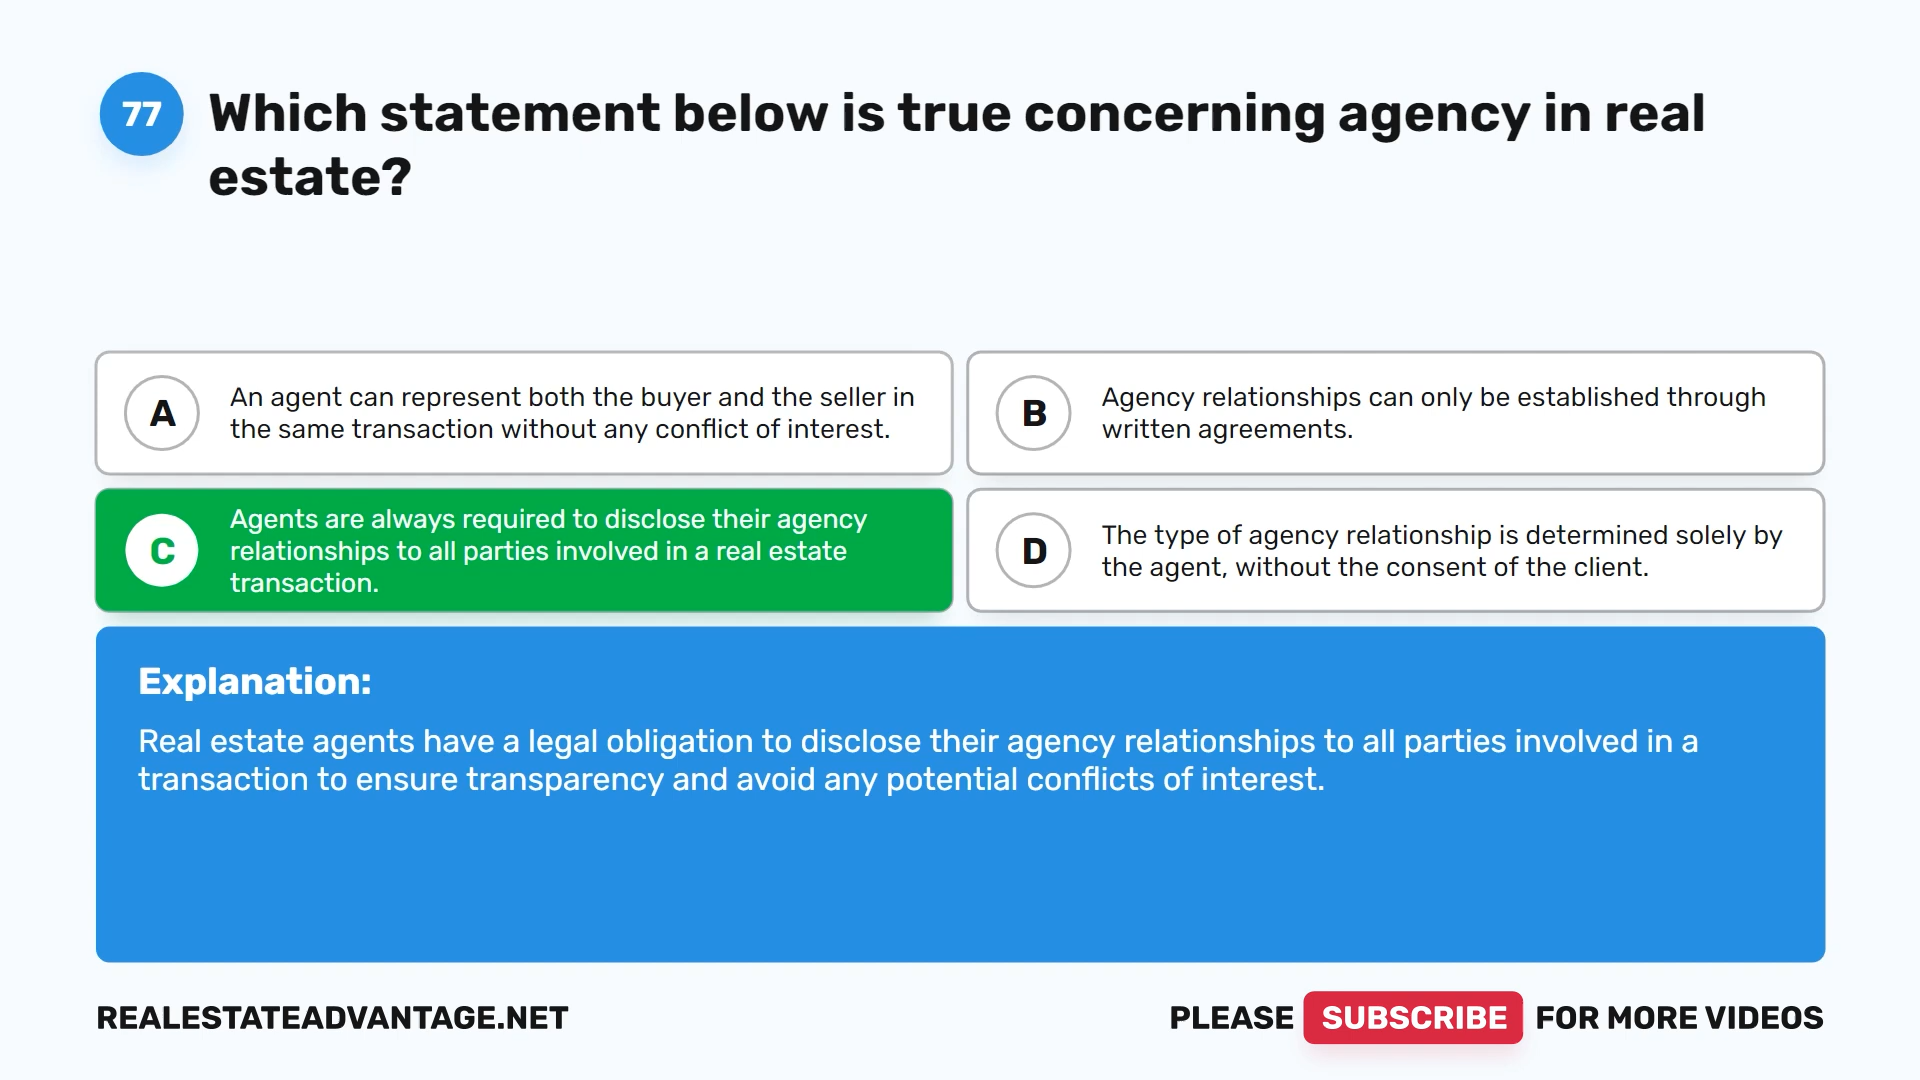 77
Which statement below is true concerning agency in real
estate?
A
An agent can represent both the buyer and the seller in
the same transaction without any conflict of interest.
B
Agency relationships can only be established through
written agreements.
C
Agents are always required to disclose their agency
relationships to all parties involved in a real estate
transaction.
D
The type of agency relationship is determined solely by
the agent, without the consent of the client.
Explanation:
Real estate agents have a legal obligation to disclose their agency relationships to all parties involved in a
transaction to ensure transparency and avoid any potential conflicts of interest.
REALESTATEADVANTAGE.NET
PLEASE SUBSCRIBE FOR MORE VIDEOS